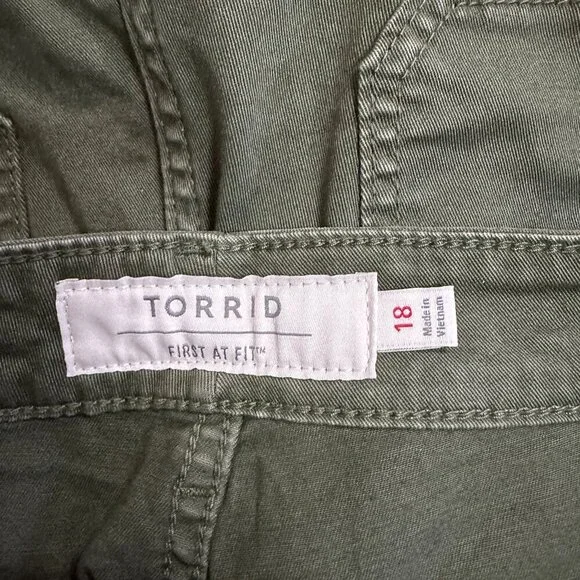 TORRID
FIRST AT FIT™
18
Made in
Vietnam